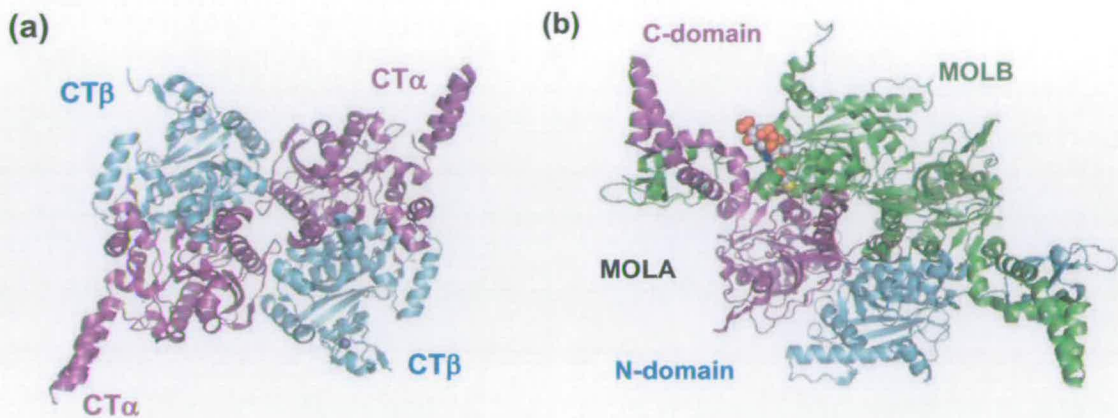 (a)
CTβ
CTα
CTβ
CTα
(b)
C-domain
MOLB
MOLA
N-domain